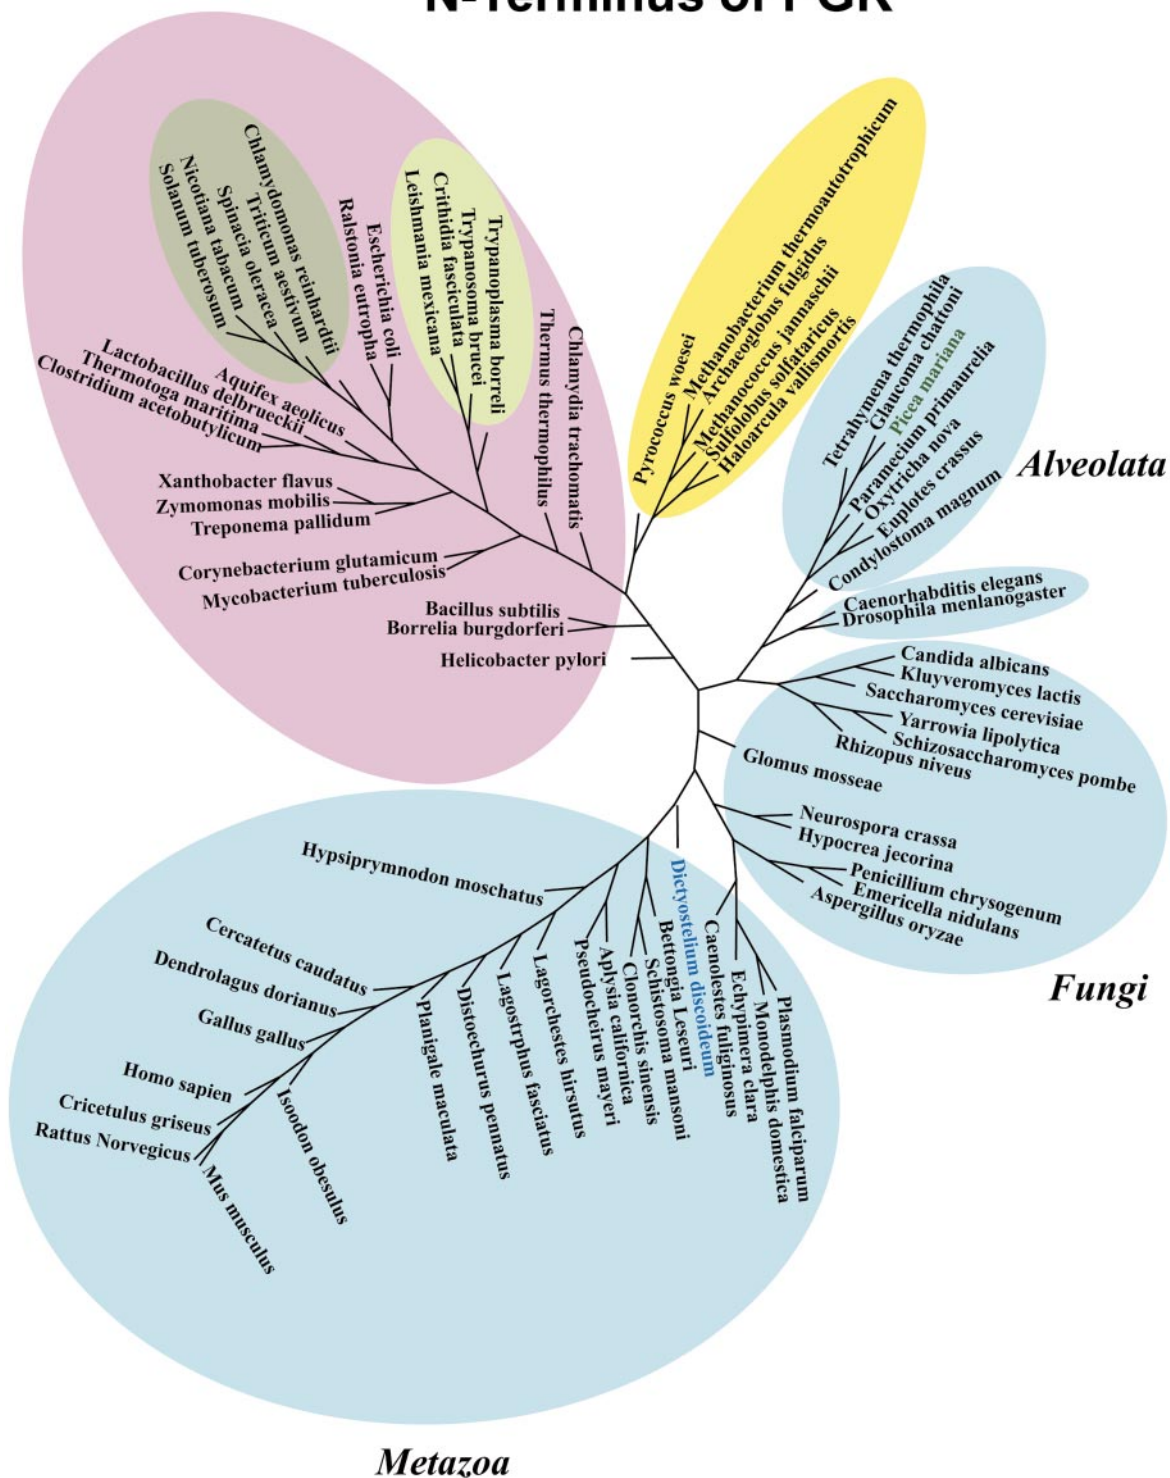 N-Terminus of PGK
Chlamydomonas reinhardtii
Triticum aestivum
Spinacia oleracea
Nicotiana tabacum
Solanum tuberosum
Ralstonia eutropha
Escherichia coli
Leishmania mexicana
Crithidia fasciculata
Trypanosoma brucei
Trypanoplasma borreli
Thermus thermophilus
Chlamydia trachomatis
Aquifex aeolicus
Lactobacillus delbrueckii
Thermotoga maritima
Clostridium acetobutylicum
Xanthobacter flavus
Zymomonas mobilis
Treponema pallidum
Corynebacterium glutamicum
Mycobacterium tuberculosis
Bacillus subtilis
Borrelia burgdorferi
Helicobacter pylori
Pyrococcus woesei
Methanobacterium thermoautotrophicum
Archaeoglobus fulgidus
Methanococcus jannaschii
Sulfolobus solfataricus
Haloarcula vallismortis
Tetrahymena thermophila
Glaucoma chattoni
Picea mariana
Paramecium primaurelia
Oxytricha nova
Euplotes crassus
Condylostoma magnum
Alveolata
Caenorhabditis elegans
Drosophila menlanogaster
Candida albicans
Kluyveromyces lactis
Saccharomyces cerevisiae
Yarrowia lipolytica
Schizosaccharomyces pombe
Rhizopus niveus
Glomus mosseae
Neurospora crassa
Hypocrea jecorina
Penicillium chrysogenum
Emericella nidulans
Aspergillus oryzae
Fungi
Hypsiprymnodon moschatus
Cercatetus caudatus
Dendrolagus dorianus
Gallus gallus
Homo sapien
Cricetulus griseus
Rattus Norvegicus
Mus musculus
Isoodon obesulus
Planigale maculata
Distoechurus pennatus
Lagostrphus fasciatus
Lagorchestes hirsutus
Pseudocheirus mayeri
Aplysia californica
Clonorchis sinensis
Schistosoma mansoni
Bettongia Leseuri
Dictyostelium discoideum
Caenolestes fuliginosus
Echypimera clara
Monodelphis domestica
Plasmodium falciparum
Metazoa